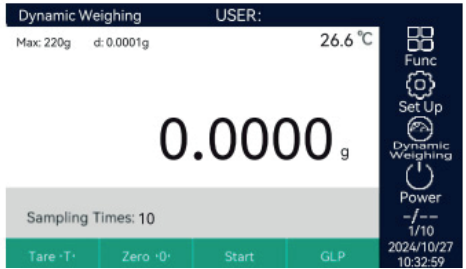 Dynamic Weighing USER:
Max: 220g d: 0.0001g 26.6 ℃
0.0000 g
Sampling Times: 10
Tare ·T· Zero ·0· Start GLP
Func
Set Up
Dynamic
Weighing
Power
-/--
1/10
2024/10/27
10:32:59